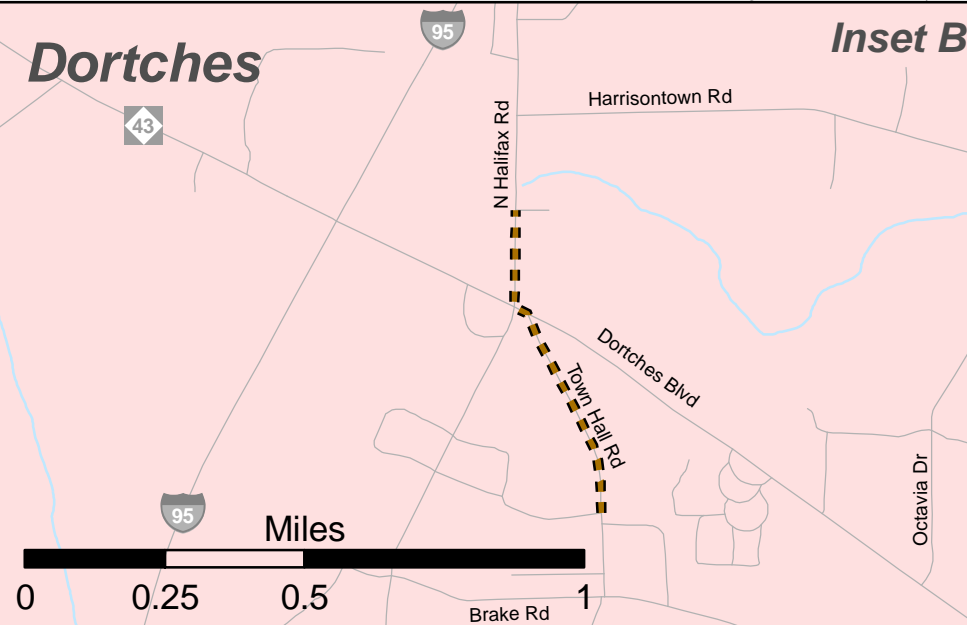 95
Inset B
Dortches
Harrisontown Rd
43
N Halifax Rd
Dortches Blvd
Town Hall Rd
Octavia Dr
95
Miles
0 0.25 0.5 1
Brake Rd